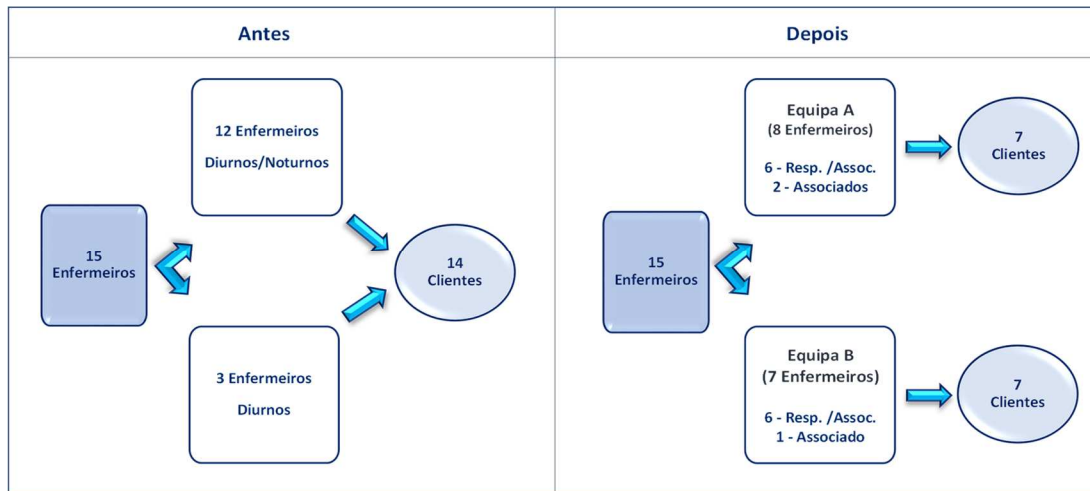 Antes
12 Enfermeiros
Diurnos/Noturnos
15
Enfermeiros
14
Clientes
3 Enfermeiros
Diurnos
Depois
Equipa A
(8 Enfermeiros)
6 - Resp. /Assoc.
2 - Associados
7
Clientes
15
Enfermeiros
Equipa B
(7 Enfermeiros)
6 - Resp. /Assoc.
1 - Associado
7
Clientes